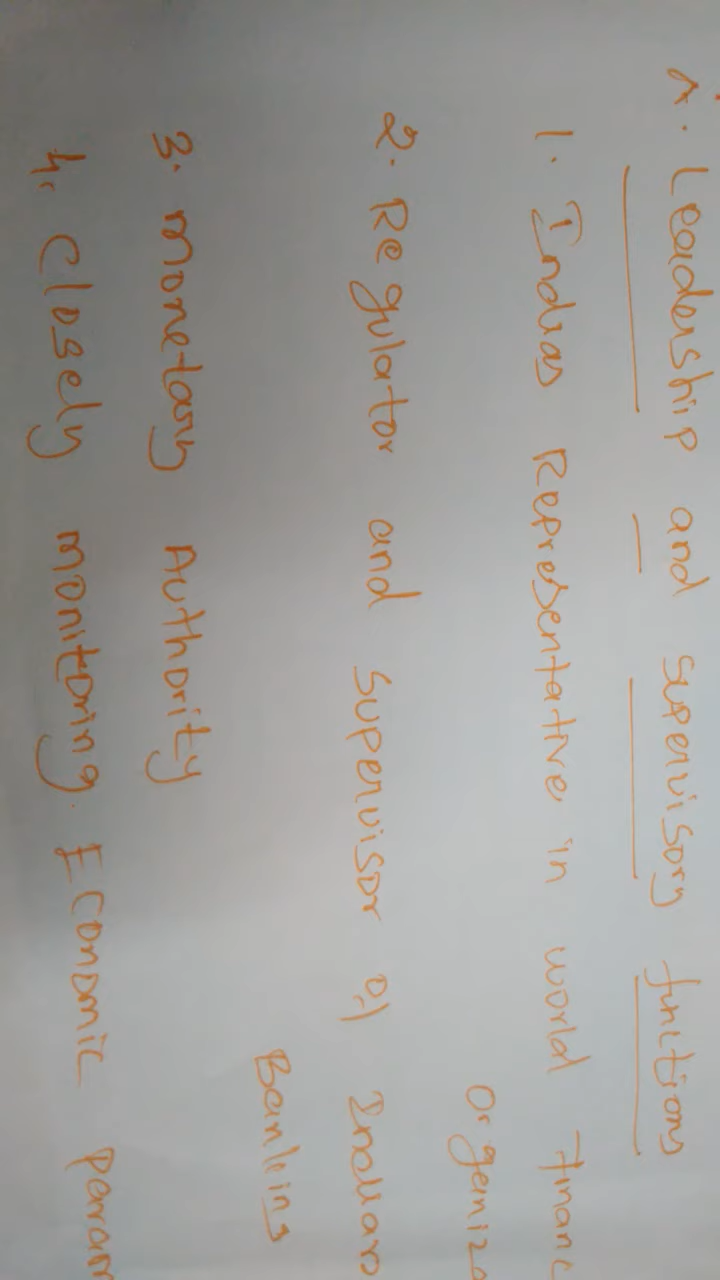 A. Leadership and supervisory functions
1. Indias Representative in world Financ
Orgeniza
2. Regulator and Supervisor of Indian
Banking
3. monetary Authority
4. closely monitoring Economic param